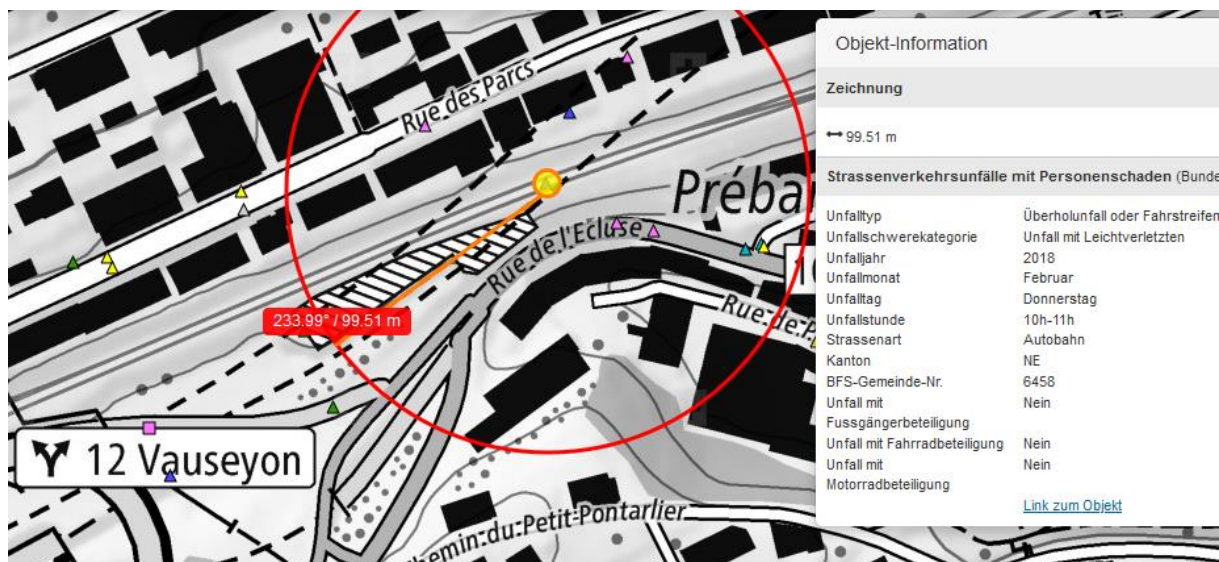 Rue des Parcs
Préba
Rue de l'Ecluse
Rue de P
233.99° / 99.51 m
12 Vauseyon
Chemin du Petit-Pontarlier
Objekt-Information
Zeichnung
99.51 m
Strassenverkehrsunfälle mit Personenschaden (Bunde
Unfalltyp Überholunfall oder Fahrstreifen
Unfallschwerekategorie Unfall mit Leichtverletzten
Unfalljahr 2018
Unfallmonat Februar
Unfalltag Donnerstag
Unfallstunde 10h-11h
Strassenart Autobahn
Kanton NE
BFS-Gemeinde-Nr. 6458
Unfall mit Nein
Fussgängerbeteiligung
Unfall mit Fahrradbeteiligung Nein
Unfall mit Nein
Motorradbeteiligung
Link zum Objekt